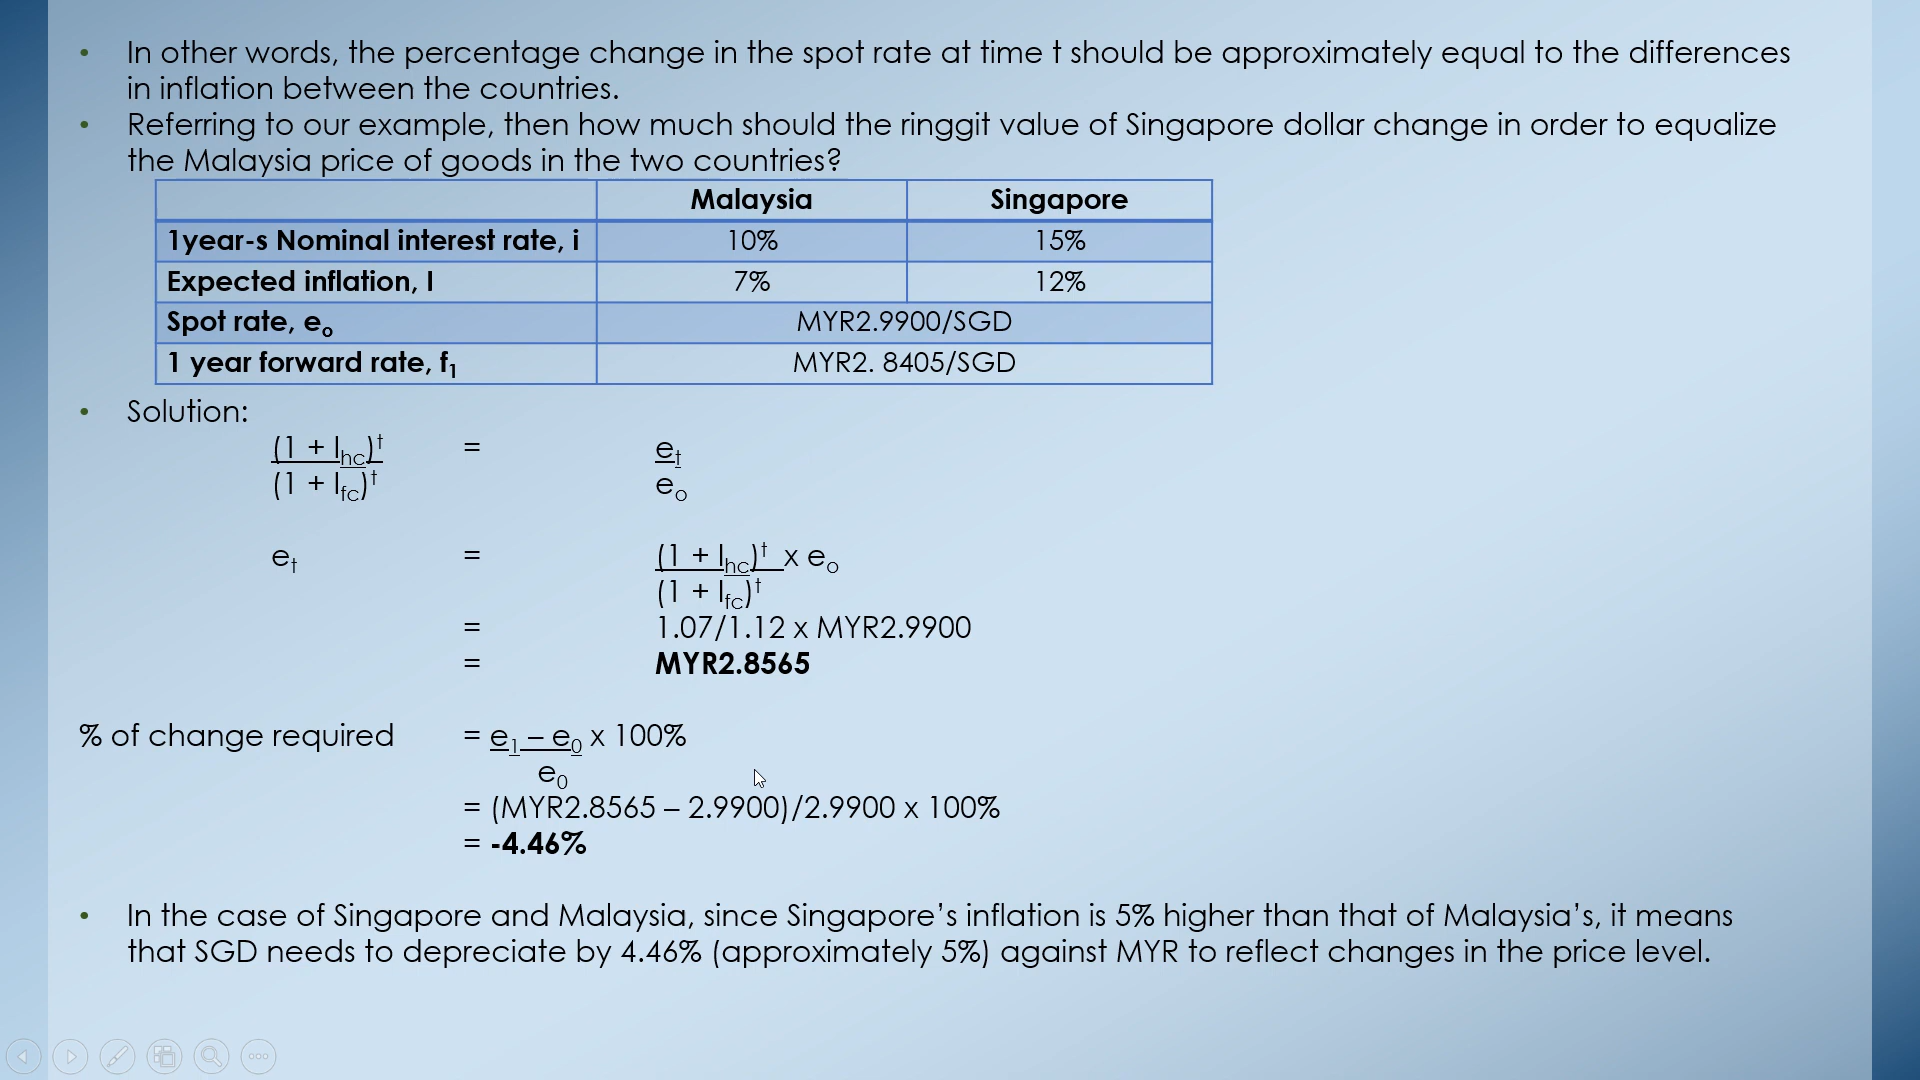 • In other words, the percentage change in the spot rate at time t should be approximately equal to the differences
in inflation between the countries.
• Referring to our example, then how much should the ringgit value of Singapore dollar change in order to equalize
the Malaysia price of goods in the two countries?
Malaysia Singapore
1year-s Nominal interest rate, i 10% 15%
Expected inflation, I 7% 12%
Spot rate, eo MYR2.9900/SGD
1 year forward rate, f1 MYR2. 8405/SGD
• Solution:
(1 + Ihc)t = et
(1 + Ifc)t eo
et = (1 + Ihc)t x eo
(1 + Ifc)t
= 1.07/1.12 x MYR2.9900
= MYR2.8565
% of change required = e1 – e0 x 100%
e0
= (MYR2.8565 – 2.9900)/2.9900 x 100%
= -4.46%
• In the case of Singapore and Malaysia, since Singapore’s inflation is 5% higher than that of Malaysia’s, it means
that SGD needs to depreciate by 4.46% (approximately 5%) against MYR to reflect changes in the price level.